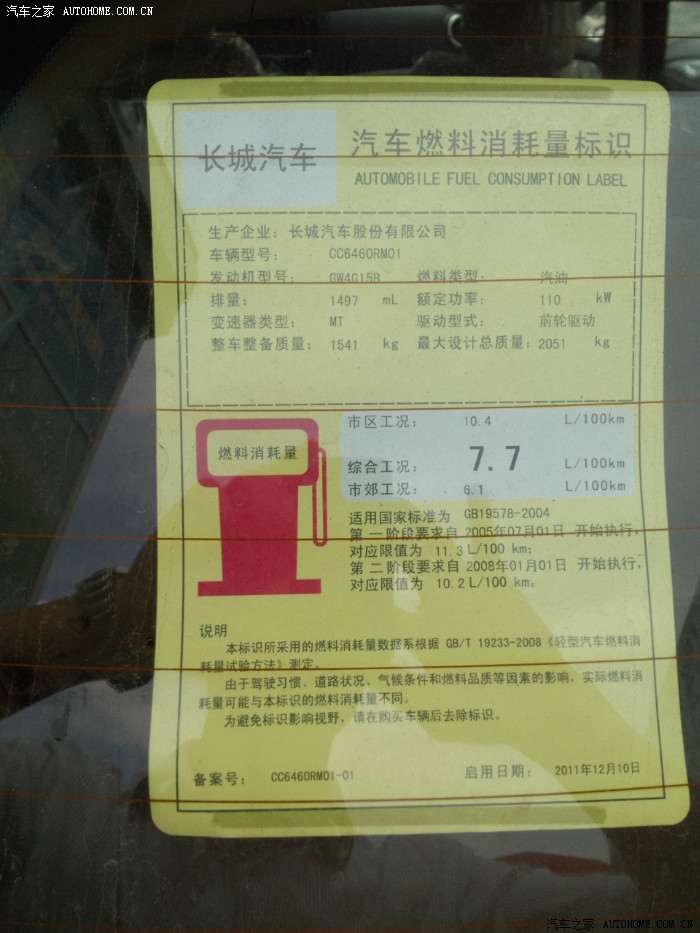 汽车之家 AUTOHOME.COM.CN
长城汽车
汽车燃料消耗量标识
AUTOMOBILE FUEL CONSUMPTION LABEL
生产企业：长城汽车股份有限公司
车辆型号： CC6460RM01
发动机型号： GW4G15B 燃料类型： 汽油
排量： 1497 mL 额定功率： 110 kW
变速器类型： MT 驱动型式： 前轮驱动
整车整备质量： 1541 kg 最大设计总质量：2051 kg
燃料消耗量
市区工况： 10.4 L/100km
综合工况： 7.7 L/100km
市郊工况： 6.1 L/100km
适用国家标准为 GB19578-2004
第一阶段要求自 2005年07月01日 开始执行，
对应限值为 11.3 L/100 km；
第二阶段要求自 2008年01月01日 开始执行，
对应限值为 10.2 L/100 km。
说明
本标识所采用的燃料消耗量数据系根据 GB/T 19233-2008《轻型汽车燃料消
耗量试验方法》测定。
由于驾驶习惯、道路状况、气候条件和燃料品质等因素的影响，实际燃料消
耗量可能与本标识的燃料消耗量不同。
为避免标识影响视野，请在购买车辆后去除标识。
备案号： CC6460RM01-01 启用日期： 2011年12月10日
汽车之家 AUTOHOME.COM.CN